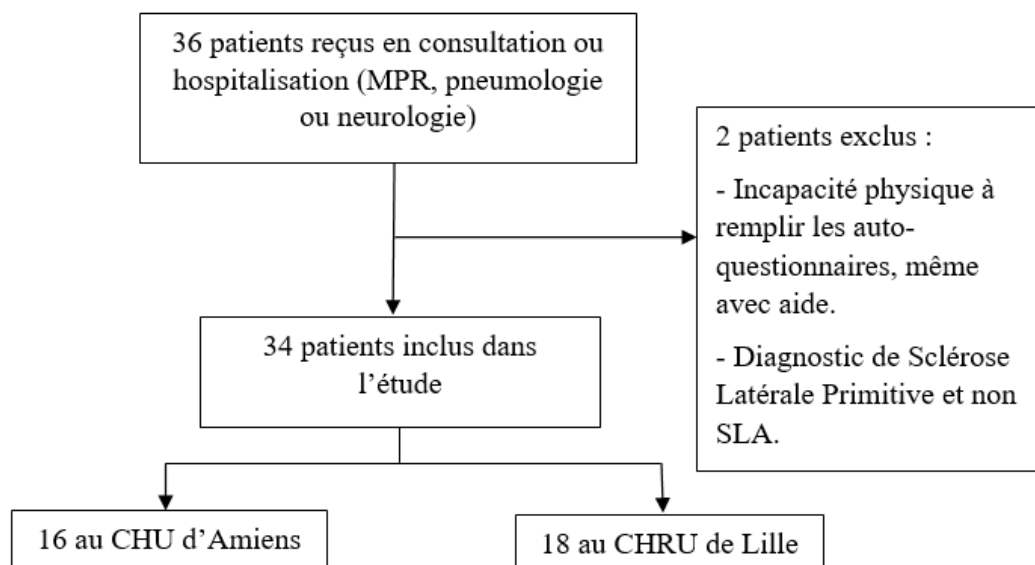 36 patients reçus en consultation ou
hospitalisation (MPR, pneumologie
ou neurologie)
2 patients exclus :
- Incapacité physique à
remplir les auto-
questionnaires, même
avec aide.
- Diagnostic de Sclérose
Latérale Primitive et non
SLA.
34 patients inclus dans
l’étude
16 au CHU d’Amiens
18 au CHRU de Lille